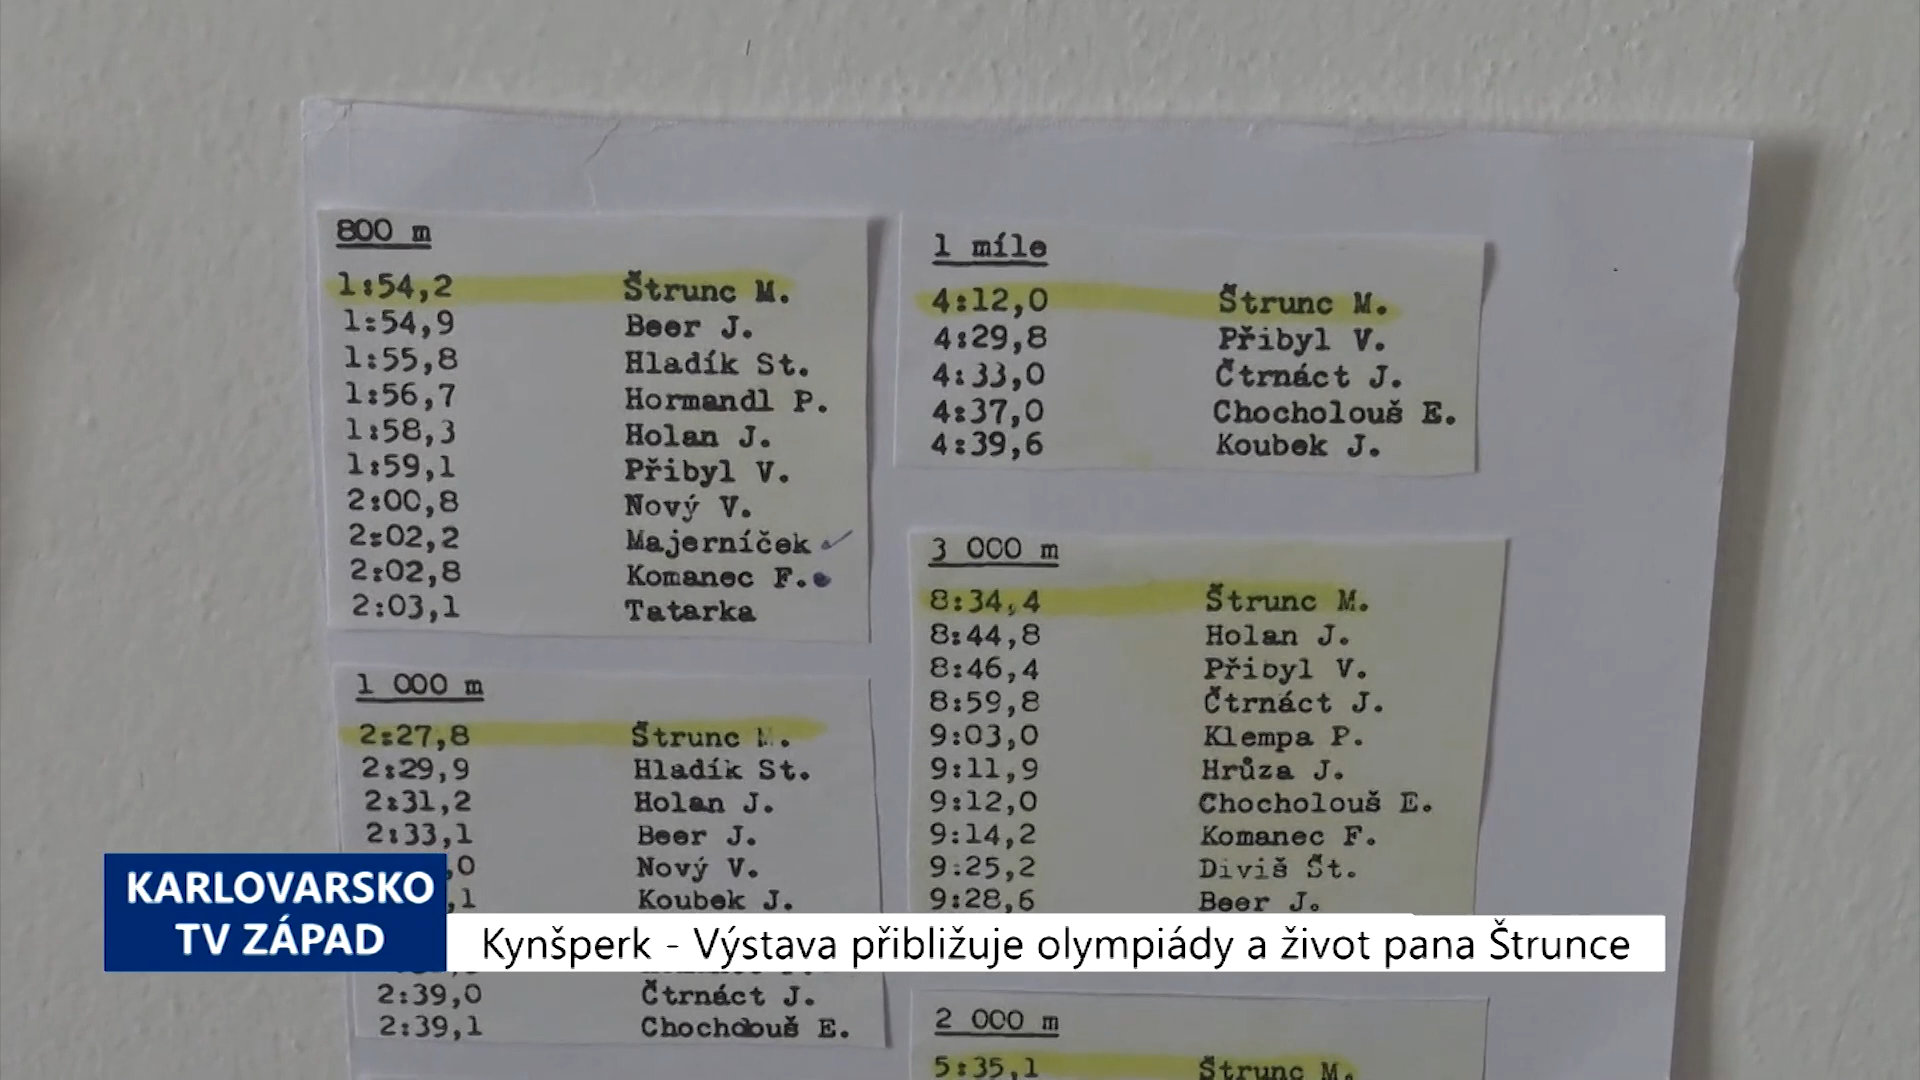 800 m
1:54,2 Štrunc M.
1:54,9 Beer J.
1:55,8 Hladík St.
1:56,7 Hormandl P.
1:58,3 Holan J.
1:59,1 Přibyl V.
2:00,8 Nový V.
2:02,2 Majerníček
2:02,8 Komanec F.
2:03,1 Tatarka
1 000 m
2:27,8 Štrunc M.
2:29,9 Hladík St.
2:31,2 Holan J.
2:33,1 Beer J.
,0 Nový V.
,1 Koubek J.
2:39,0 Čtrnáct J.
2:39,1 Chocholouš E.
1 míle
4:12,0 Štrunc M.
4:29,8 Přibyl V.
4:33,0 Čtrnáct J.
4:37,0 Chocholouš E.
4:39,6 Koubek J.
3 000 m
8:34,4 Štrunc M.
8:44,8 Holan J.
8:46,4 Přibyl V.
8:59,8 Čtrnáct J.
9:03,0 Klempa P.
9:11,9 Hrůza J.
9:12,0 Chocholouš E.
9:14,2 Komanec F.
9:25,2 Diviš Št.
9:28,6 Beer J.
2 000 m
5:35,1 Štrunc M.
KARLOVARSKO
TV ZÁPAD
Kynšperk - Výstava přibližuje olympiády a život pana Štrunce